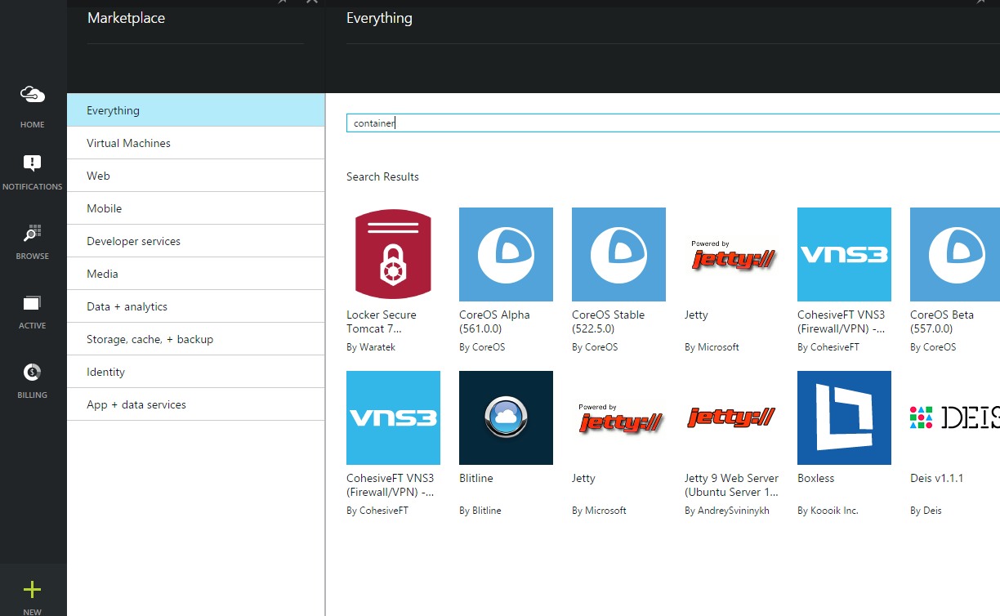 Marketplace
Everything
HOME
NOTIFICATIONS
BROWSE
ACTIVE
BILLING
NEW
Everything
Virtual Machines
Web
Mobile
Developer services
Media
Data + analytics
Storage, cache, + backup
Identity
App + data services
container
Search Results
Locker Secure
Tomcat 7...
By Waratek
CoreOS Alpha
(561.0.0)
By CoreOS
CoreOS Stable
(522.5.0)
By CoreOS
Powered by
jetty://
Jetty
By Microsoft
VNS3
CohesiveFT VNS3
(Firewall/VPN) -...
By CohesiveFT
CoreOS Beta
(557.0.0)
By CoreOS
VNS3
CohesiveFT VNS3
(Firewall/VPN) -...
By CohesiveFT
Blitline
By Blitline
Powered by
jetty://
Jetty
By Microsoft
jetty://
Jetty 9 Web Server
(Ubuntu Server 1...
By AndreySvininykh
Boxless
By Koooik Inc.
DEIS
Deis v1.1.1
By Deis